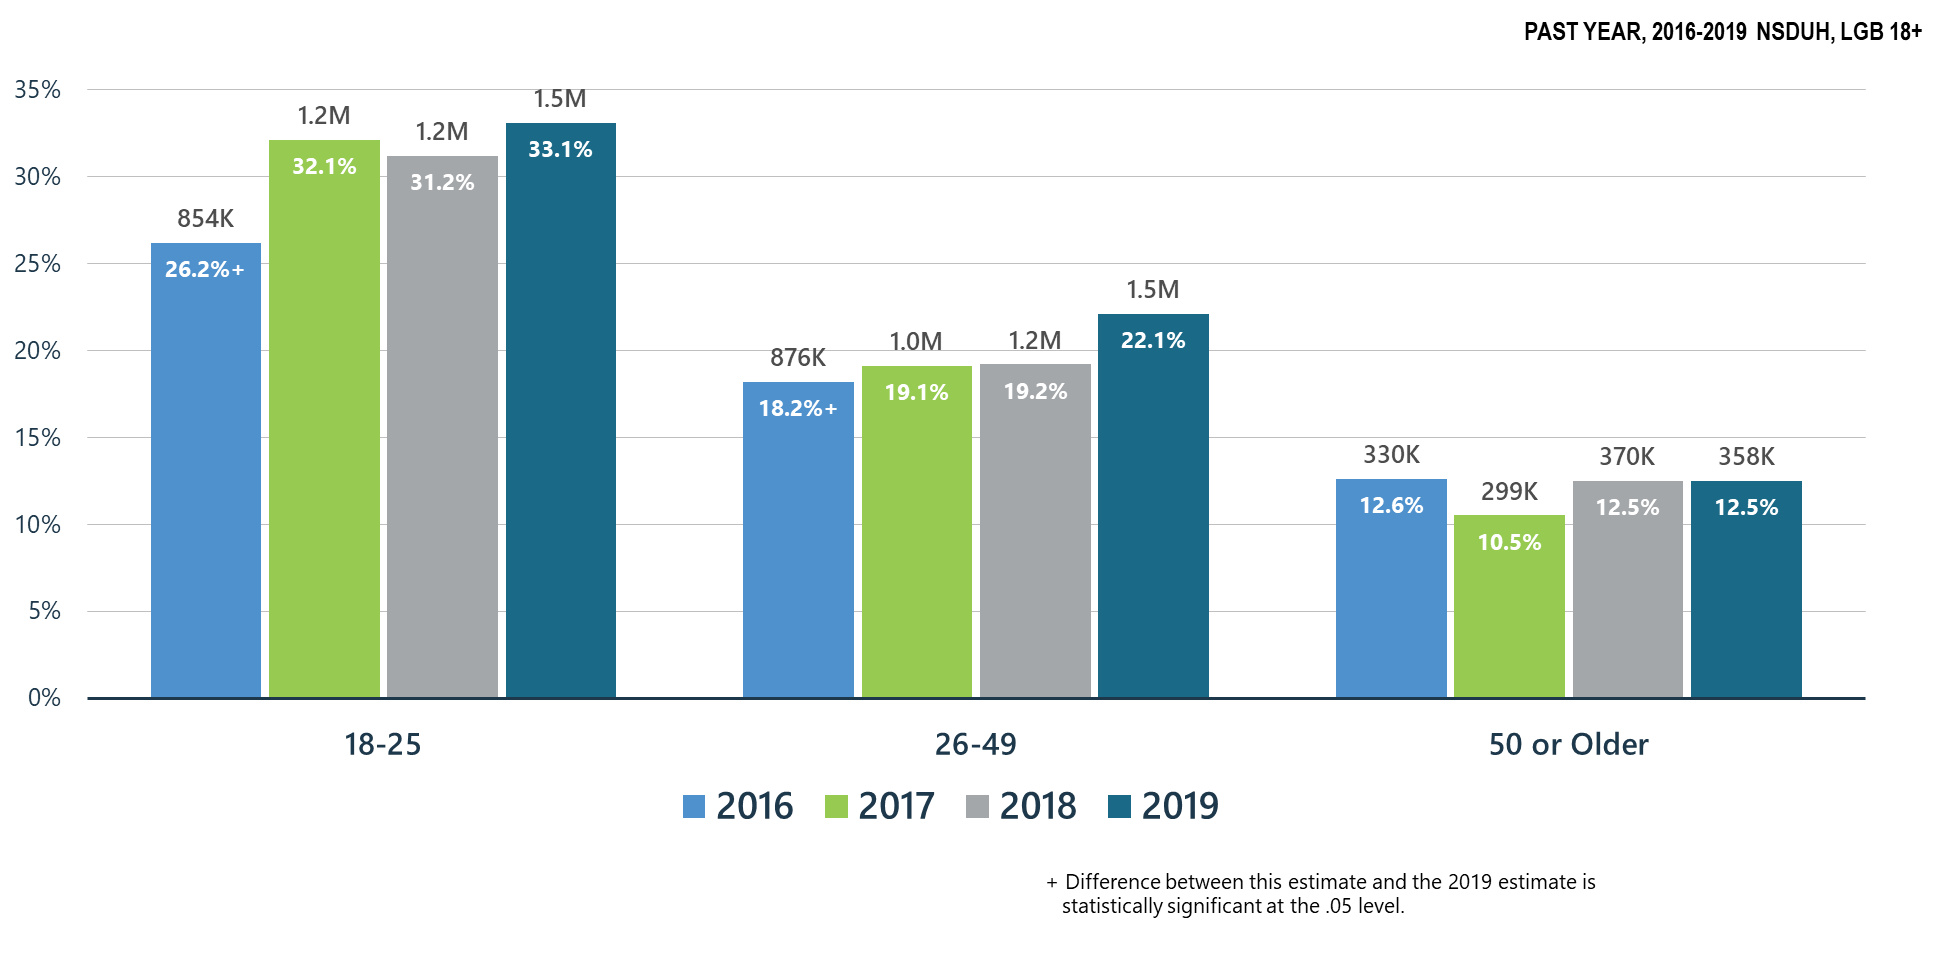 PAST YEAR, 2016-2019 NSDUH, LGB 18+
35%
30%
25%
20%
15%
10%
5%
0%
854K
26.2%+
1.2M
32.1%
1.2M
31.2%
1.5M
33.1%
876K
18.2%+
1.0M
19.1%
1.2M
19.2%
1.5M
22.1%
330K
12.6%
299K
10.5%
370K
12.5%
358K
12.5%
18-25
26-49
50 or Older
2016 2017 2018 2019
+ Difference between this estimate and the 2019 estimate is
statistically significant at the .05 level.